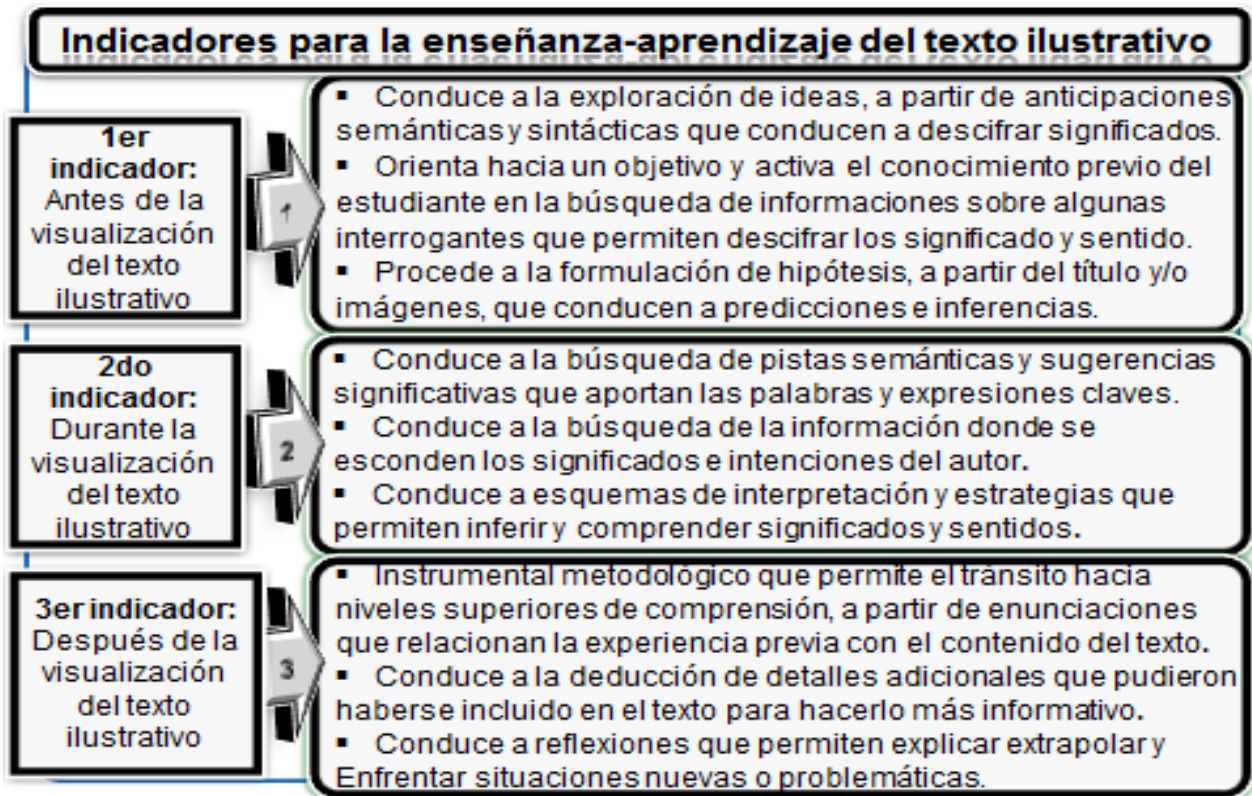 Indicadores para la enseñanza-aprendizaje del texto ilustrativo
1er
indicador:
Antes de la
visualización
del texto
ilustrativo
1
▪ Conduce a la exploración de ideas, a partir de anticipaciones
semánticas y sintácticas que conducen a descifrar significados.
▪ Orienta hacia un objetivo y activa el conocimiento previo del
estudiante en la búsqueda de informaciones sobre algunas
interrogantes que permiten descifrar los significado y sentido.
▪ Procede a la formulación de hipótesis, a partir del título y/o
imágenes, que conducen a predicciones e inferencias.
2do
indicador:
Durante la
visualización
del texto
ilustrativo
2
▪ Conduce a la búsqueda de pistas semánticas y sugerencias
significativas que aportan las palabras y expresiones claves.
▪ Conduce a la búsqueda de la información donde se
esconden los significados e intenciones del autor.
▪ Conduce a esquemas de interpretación y estrategias que
permiten inferir y comprender significados y sentidos.
3er indicador:
Después de la
visualización
del texto
ilustrativo
3
▪ Instrumental metodológico que permite el tránsito hacia
niveles superiores de comprensión, a partir de enunciaciones
que relacionan la experiencia previa con el contenido del texto.
▪ Conduce a la deducción de detalles adicionales que pudieron
haberse incluido en el texto para hacerlo más informativo.
▪ Conduce a reflexiones que permiten explicar extrapolar y
Enfrentar situaciones nuevas o problemáticas.